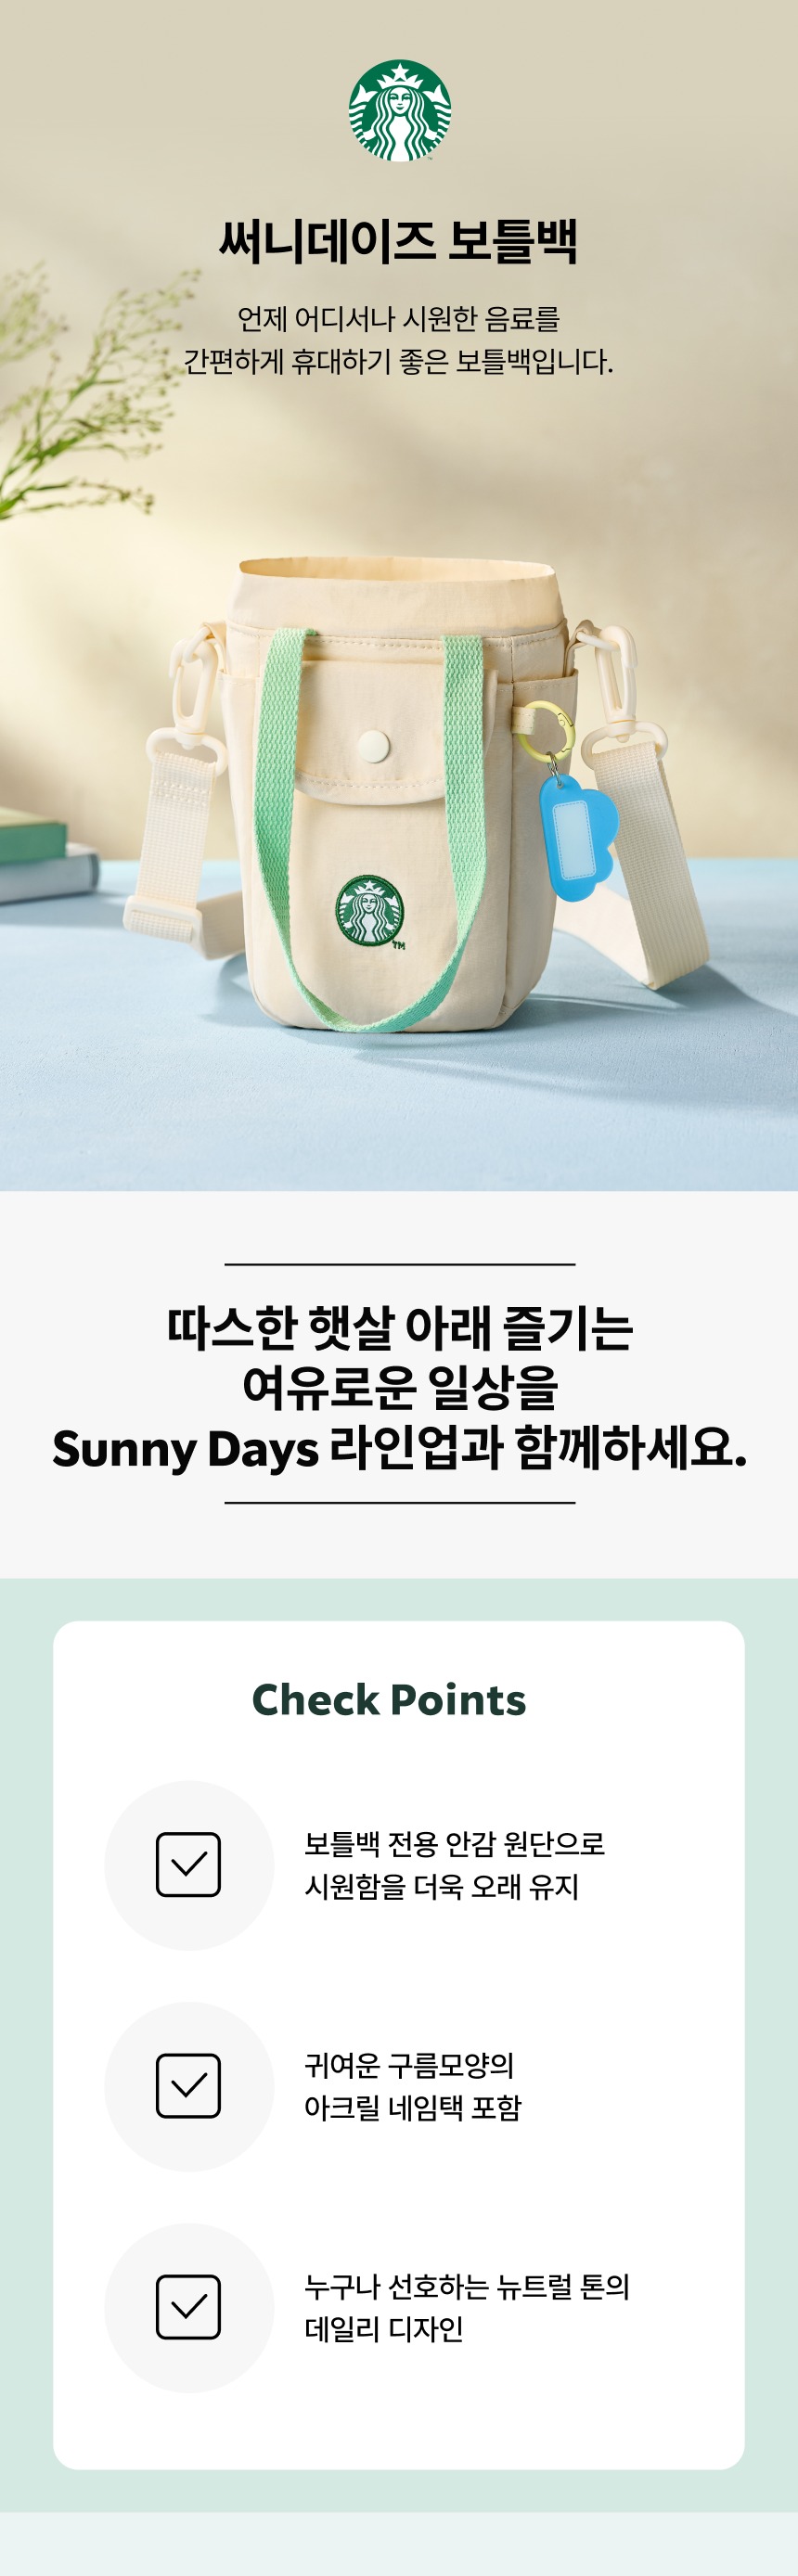 써니데이즈 보틀백
언제 어디서나 시원한 음료를
간편하게 휴대하기 좋은 보틀백입니다.
TM
따스한 햇살 아래 즐기는
여유로운 일상을
Sunny Days 라인업과 함께하세요.
Check Points
보틀백 전용 안감 원단으로
시원함을 더욱 오래 유지
귀여운 구름모양의
아크릴 네임택 포함
누구나 선호하는 뉴트럴 톤의
데일리 디자인